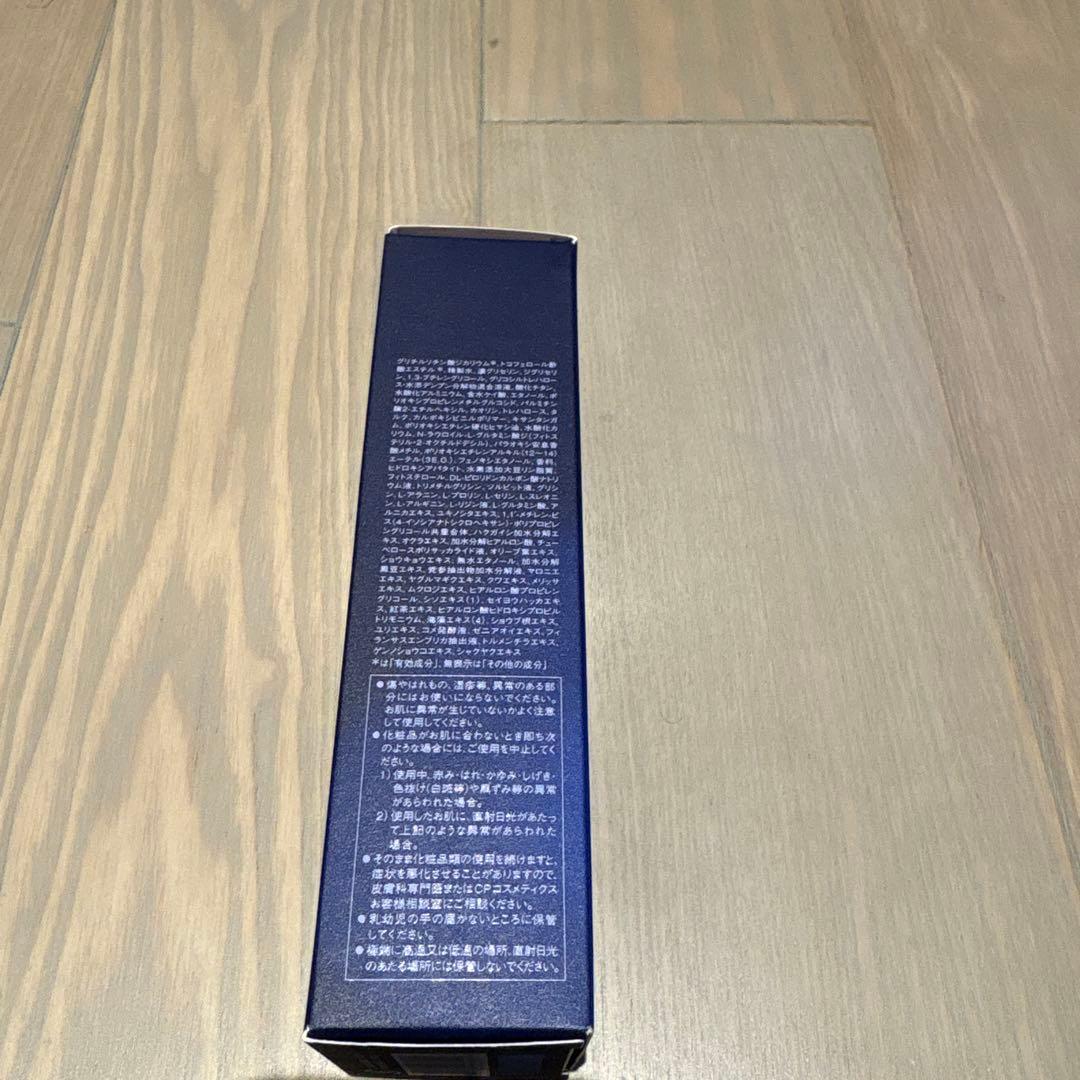 グリチルリチン酸ジカリウム*、トコフェロール酢
酸エステル*、精製水、濃グリセリン、ジグリセリ
ン、1,3-ブチレングリコール、グリコシルトレハロー
ス・水添デンプン分解物混合溶液、酸化チタン、
水酸化アルミニウム、含水ケイ酸、エタノール、ポ
リオキシプロピレンメチルグルコシド、パルミチン
酸2-エチルヘキシル、カオリン、トレハロース、タ
ルク、カルボキシビニルポリマー、キサンタンガ
ム、ポリオキシエチレン硬化ヒマシ油、水酸化カ
リウム、N-ラウロイル-L-グルタミン酸ジ(フィトス
テリル・2-オクチルドデシル)、パラオキシ安息香
酸メチル、ポリオキシエチレンアルキル(12〜14)
エーテル(3E.O.)、フェノキシエタノール、香料、
ヒドロキシアパタイト、水素添加大豆リン脂質、
フィトステロール、DL-ピロリドンカルボン酸ナトリ
ウム液、トリメチルグリシン、ソルビット液、グリシ
ン、L-アラニン、L-プロリン、L-セリン、L-スレオニ
ン、L-アルギニン、L-リジン液、L-グルタミン酸、ア
ルニカエキス、ユキノシタエキス、1,1'-メチレン-ビ
ス(4-イソシアナトシクロヘキサン)・ポリプロピレ
ングリコール共重合体、ハクガイシ加水分解エ
キス、オクラエキス、加水分解ヒアルロン酸、チュー
ベロースポリサッカライド液、オリーブ葉エキス、
ショウキョウエキス、無水エタノール、加水分解
黒豆エキス、党参抽出物加水分解液、マロニエ
エキス、ヤグルマギクエキス、クワエキス、メリッサ
エキス、ムクロジエキス、ヒアルロン酸プロピレン
グリコール、シソエキス(1)、セイヨウハッカエキ
ス、紅茶エキス、ヒアルロン酸ヒドロキシプロピル
トリモニウム、海藻エキス(4)、ショウブ根エキス、
ユリエキス、コメ発酵液、ゼニアオイエキス、フィ
ランサスエンブリカ抽出液、トルメンチラエキス、
ゲンノショウコエキス、シャクヤクエキス
*は「有効成分」、無表示は「その他の成分」
●傷やはれもの、湿疹等、異常のある部
分にはお使いにならないでください。
お肌に異常が生じていないかよく注意
して使用してください。
●化粧品がお肌に合わないとき即ち次
のような場合には、ご使用を中止してく
ださい。
1)使用中、赤み・はれ・かゆみ・しげき・
色抜け(白斑等)や黒ずみ等の異常
があらわれた場合。
2)使用したお肌に、直射日光があたっ
て上記のような異常があらわれた
場合。
●そのまま化粧品類の使用を続けますと、
症状を悪化させることがありますので、
皮膚科専門医またはCPコスメティクス
お客様相談室にご相談ください。
●乳幼児の手の届かないところに保管
してください。
●極端に高温又は低温の場所、直射日光
のあたる場所には保管しないでください。